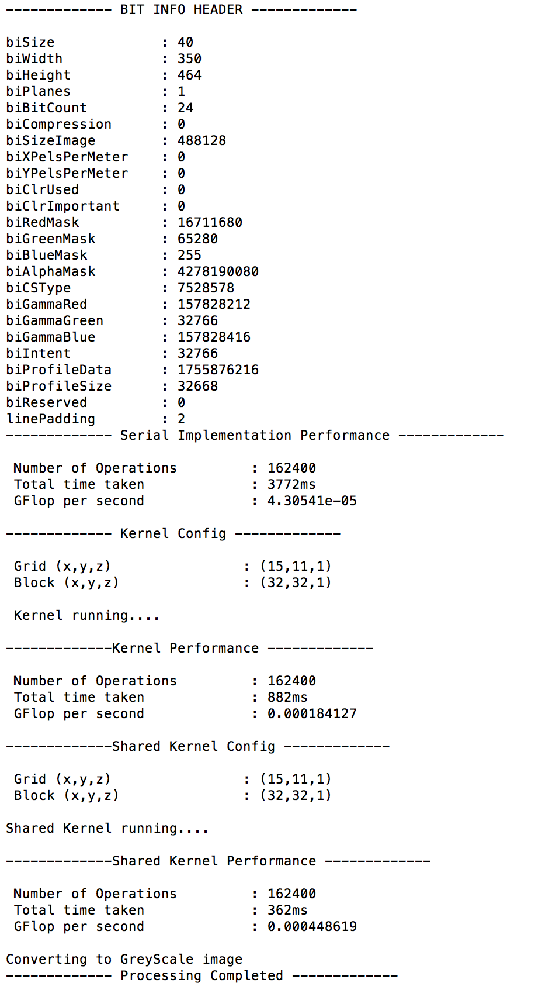 ------------- BIT INFO HEADER -------------
biSize : 40
biWidth : 350
biHeight : 464
biPlanes : 1
biBitCount : 24
biCompression : 0
biSizeImage : 488128
biXPelsPerMeter : 0
biYPelsPerMeter : 0
biClrUsed : 0
biClrImportant : 0
biRedMask : 16711680
biGreenMask : 65280
biBlueMask : 255
biAlphaMask : 4278190080
biCSType : 7528578
biGammaRed : 157828212
biGammaGreen : 32766
biGammaBlue : 157828416
biIntent : 32766
biProfileData : 1755876216
biProfileSize : 32668
biReserved : 0
linePadding : 2
------------- Serial Implementation Performance -------------
Number of Operations : 162400
Total time taken : 3772ms
GFlop per second : 4.30541e-05
------------- Kernel Config -------------
Grid (x,y,z) : (15,11,1)
Block (x,y,z) : (32,32,1)
Kernel running....
-------------Kernel Performance -------------
Number of Operations : 162400
Total time taken : 882ms
GFlop per second : 0.000184127
-------------Shared Kernel Config -------------
Grid (x,y,z) : (15,11,1)
Block (x,y,z) : (32,32,1)
Shared Kernel running....
-------------Shared Kernel Performance -------------
Number of Operations : 162400
Total time taken : 362ms
GFlop per second : 0.000448619
Converting to GreyScale image
------------- Processing Completed -------------